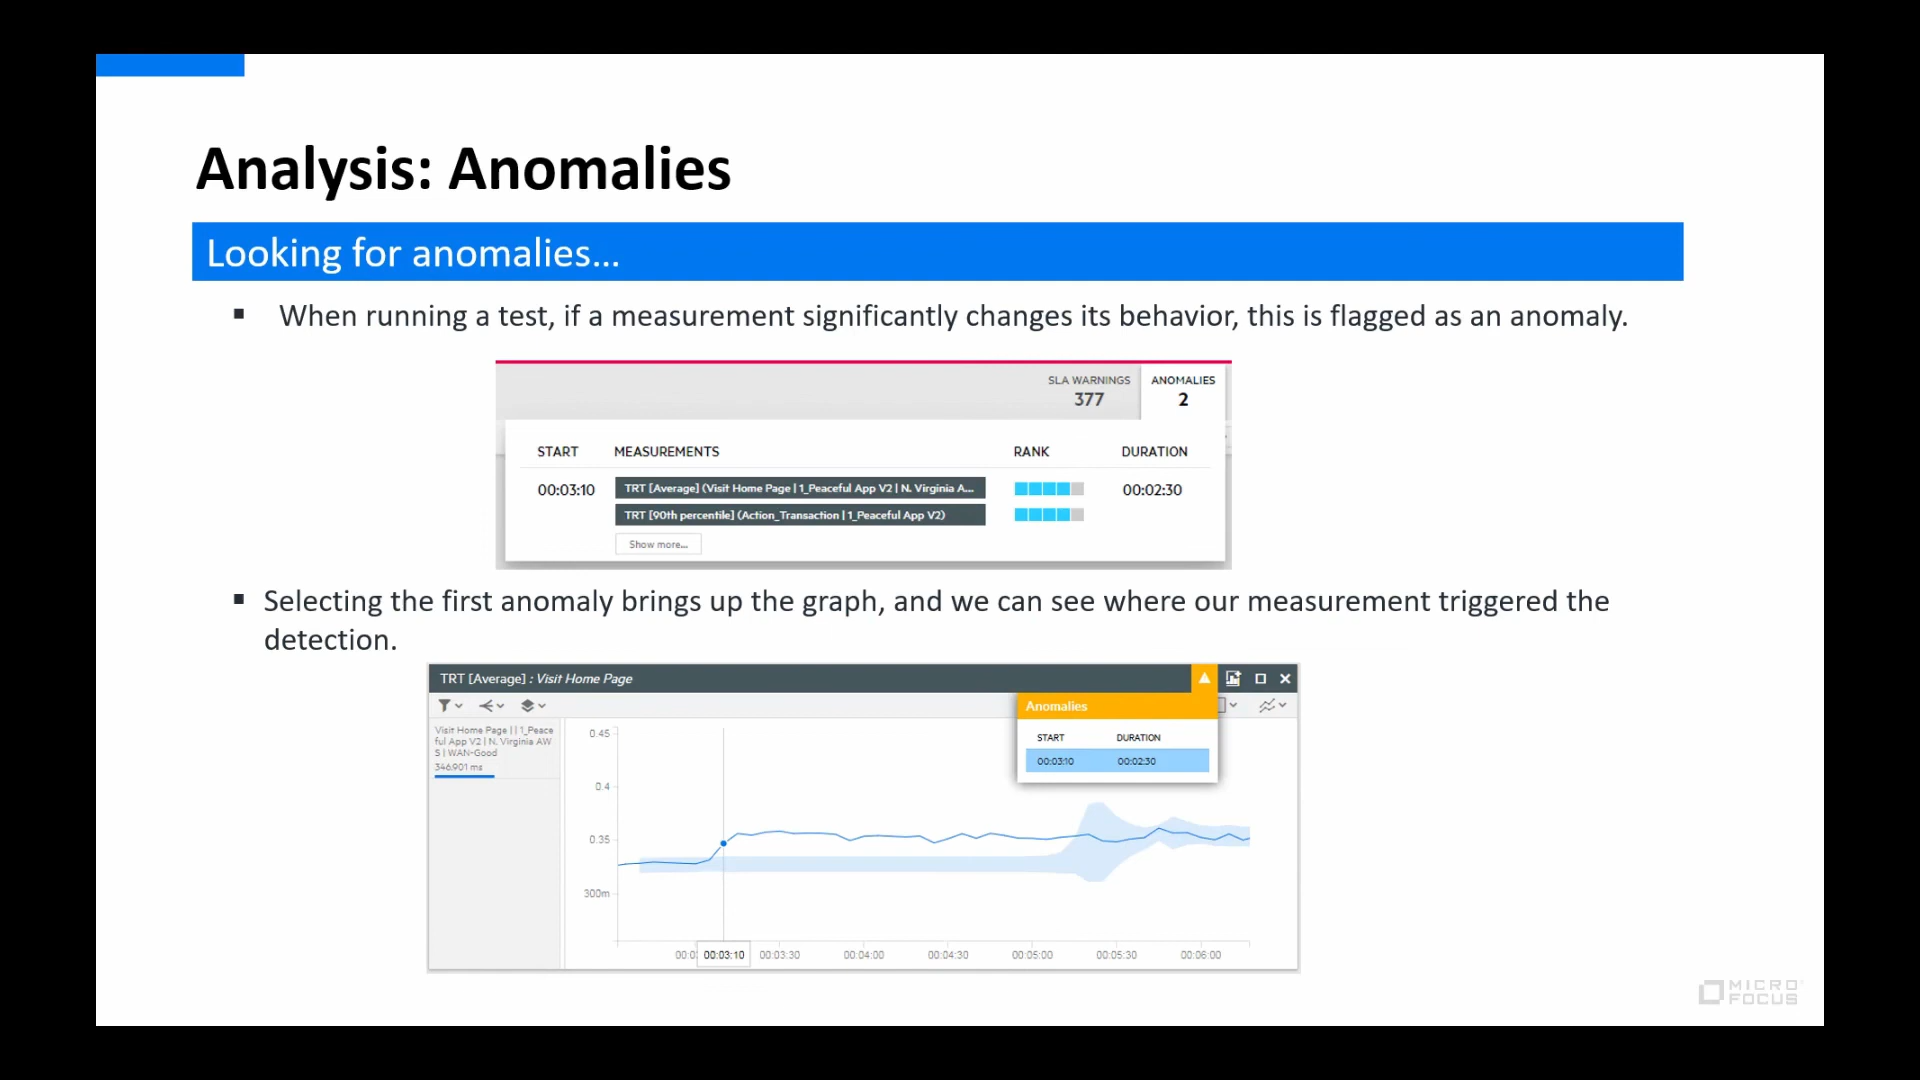 Analysis: Anomalies
Looking for anomalies...
▪ When running a test, if a measurement significantly changes its behavior, this is flagged as an anomaly.
SLA WARNINGS ANOMALIES
377 2
START MEASUREMENTS RANK DURATION
00:03:10 TRT [Average] (Visit Home Page | 1_Peaceful App V2 | N. Virginia A... 00:02:30
TRT [90th percentile] (Action_Transaction | 1_Peaceful App V2)
Show more...
▪ Selecting the first anomaly brings up the graph, and we can see where our measurement triggered the
detection.
TRT [Average] : Visit Home Page
Anomalies
START DURATION
00:03:10 00:02:30
Visit Home Page | | 1_Peace
ful App V2 | N. Virginia AW
S | WAN-Good
346.901 ms
0.45
0.4
0.35
300m
00:0 00:03:10 00:03:30 00:04:00 00:04:30 00:05:00 00:05:30 00:06:00
MICRO
FOCUS